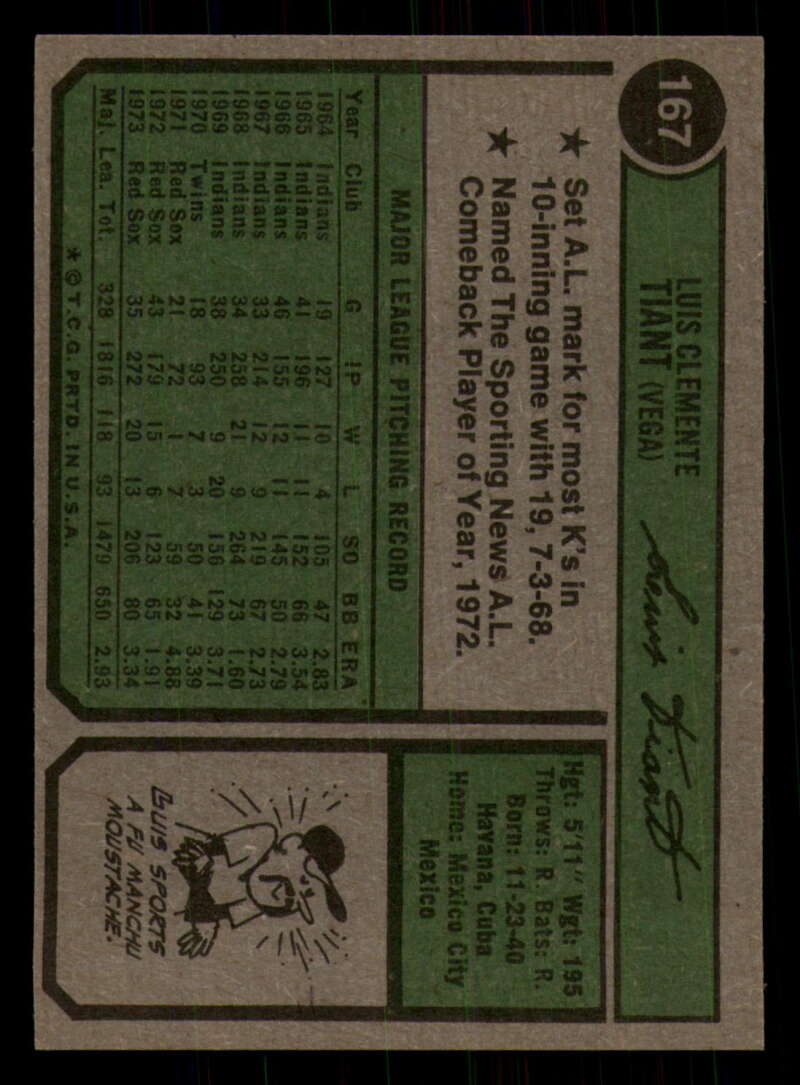 167
LUIS CLEMENTE
TIANT (VEGA)
Luis Tiant
★ Set A.L. mark for most K's in
10-inning game with 19, 7-3-68.
★ Named The Sporting News A.L.
Comeback Player of Year, 1972.
MAJOR LEAGUE PITCHING RECORD
Year Club G IP W L SO BB ERA
1964 Indians 19 127 10 4 105 47 2.83
1965 Indians 41 196 11 11 152 66 3.54
1966 Indians 46 155 12 11 145 50 2.79
1967 Indians 33 214 12 9 219 67 2.73
1968 Indians 34 258 21 9 264 73 1.60
1969 Indians 38 250 9 20 156 129 3.71
1970 Twins 18 93 7 3 50 41 3.39
1971 Red Sox 21 72 1 7 59 32 4.88
1972 Red Sox 43 179 15 6 123 65 1.91
1973 Red Sox 35 272 20 13 206 80 3.34
Maj. Lea. Tot. 328 1816 118 93 1479 650 2.93
* © T.C.G. PRTD. IN U.S.A.
Hgt: 5'11" Wgt: 195
Throws: R. Bats: R.
Born: 11-23-40
Havana, Cuba
Home: Mexico City
Mexico
LUIS SPORTS
A FU MANCHU
MOUSTACHE.